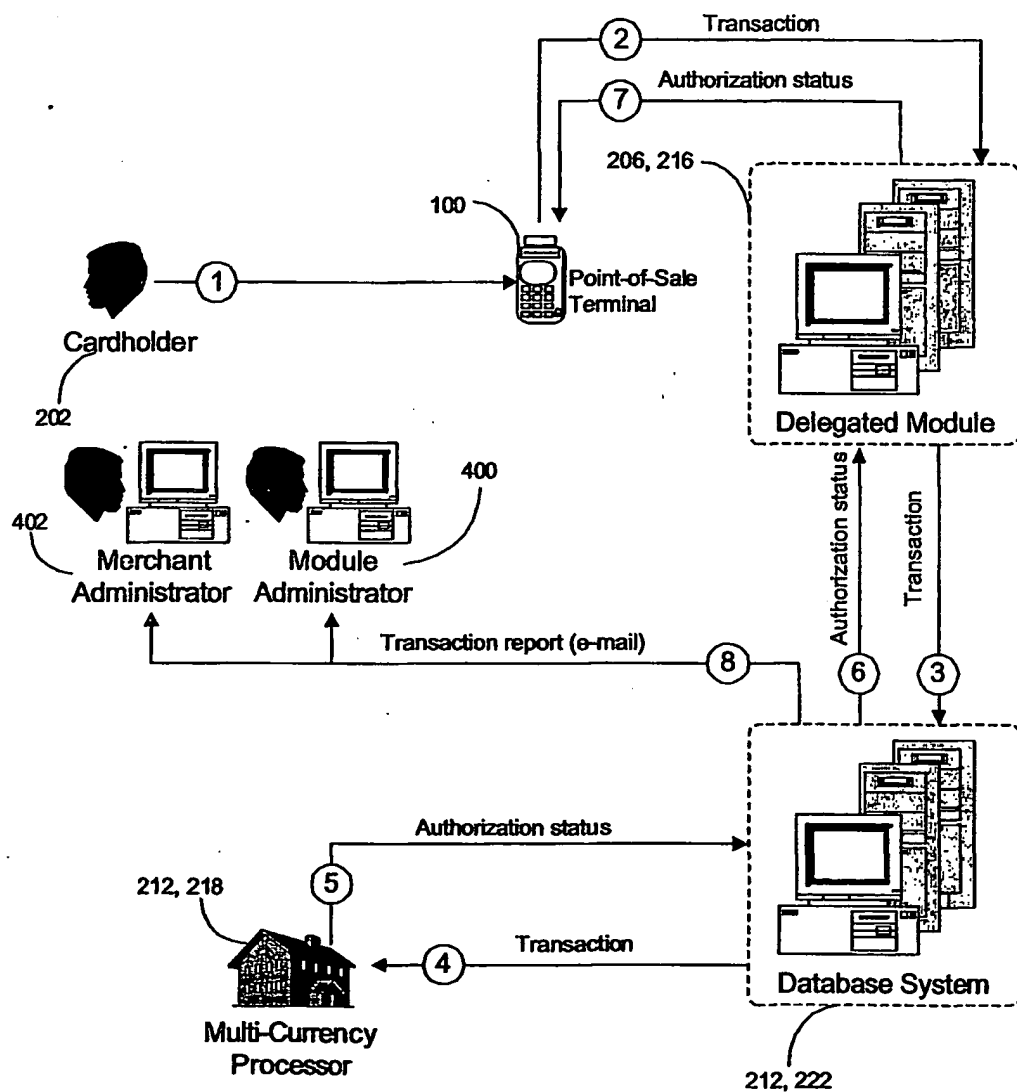 2
Transaction
Authorization status
7
206, 216
100
1
Point-of-Sale
Terminal
Cardholder
202
Delegated Module
400
402
Merchant
Administrator
Module
Administrator
Authorization status
Transaction
Transaction report (e-mail)
8
6
3
Authorization status
5
212, 218
4
Transaction
Multi-Currency
Processor
Database System
212, 222